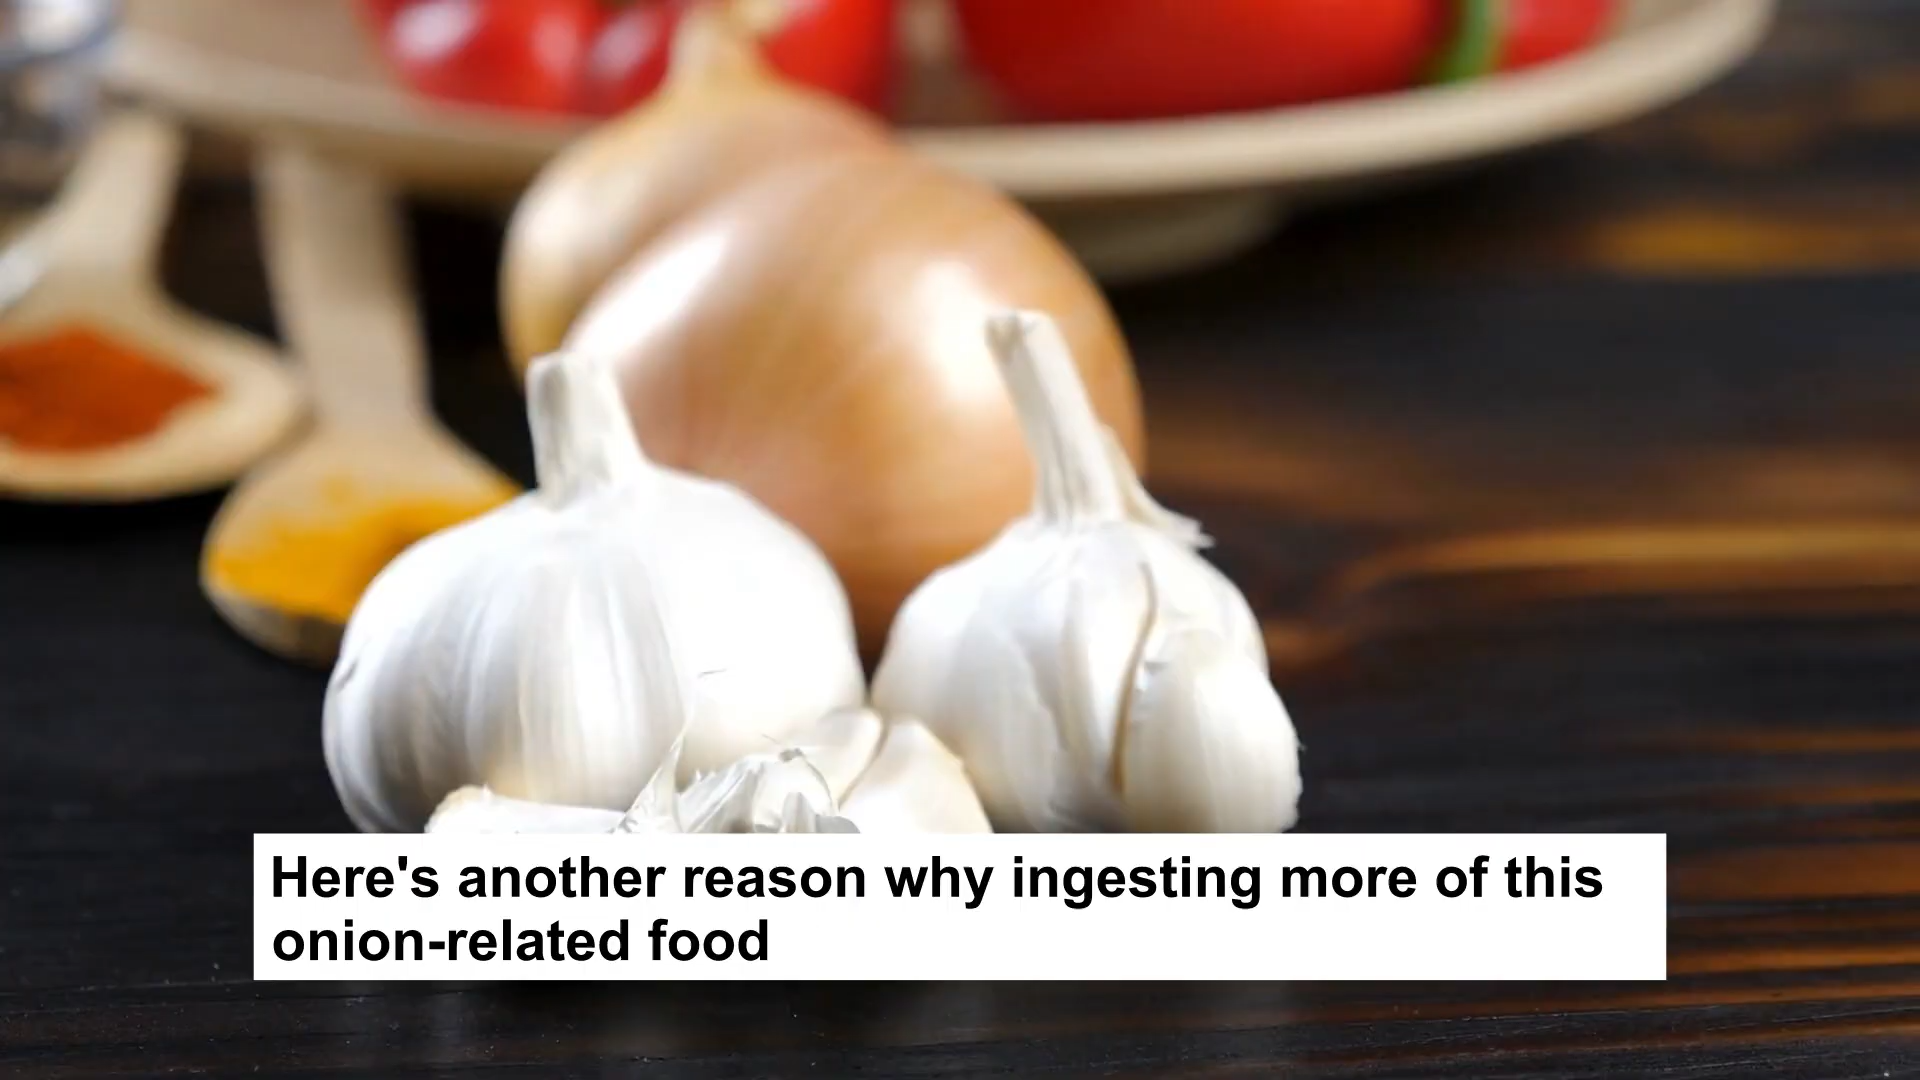 Here's another reason why ingesting more of this
onion-related food